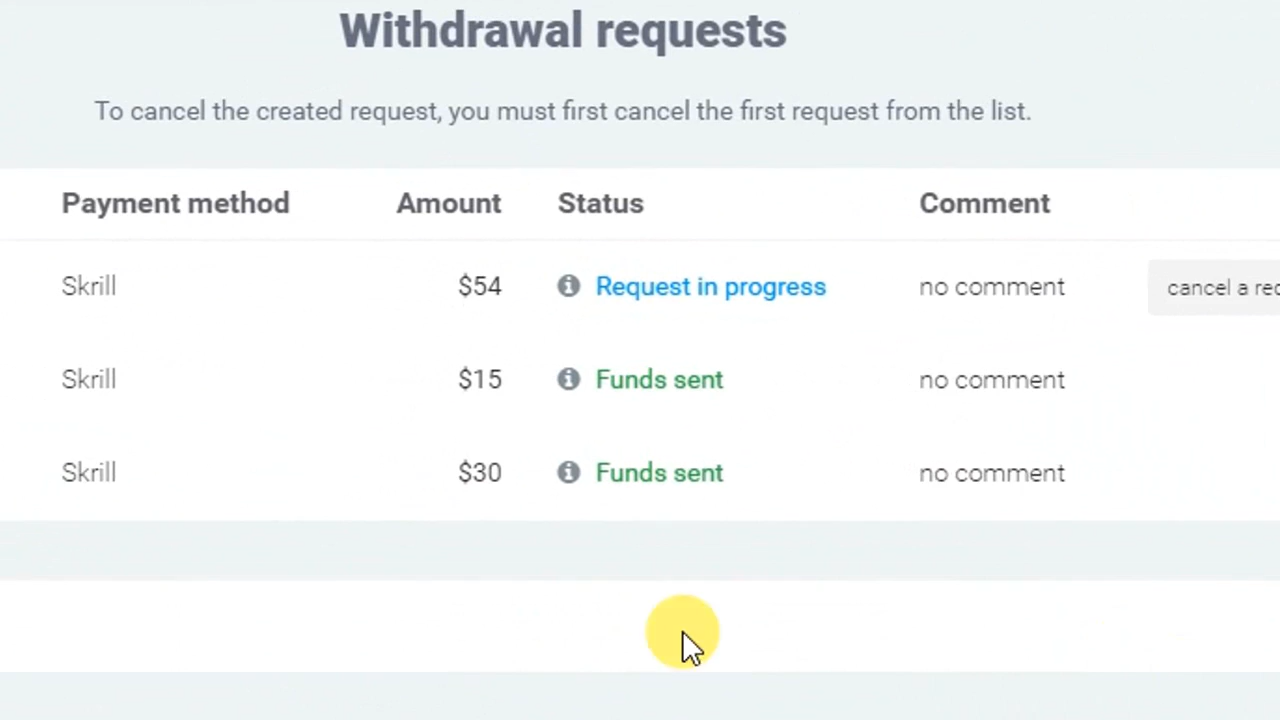 Withdrawal requests
To cancel the created request, you must first cancel the first request from the list.
Payment method Amount Status Comment
Skrill $54 Request in progress no comment cancel a
Skrill $15 Funds sent no comment
Skrill $30 Funds sent no comment